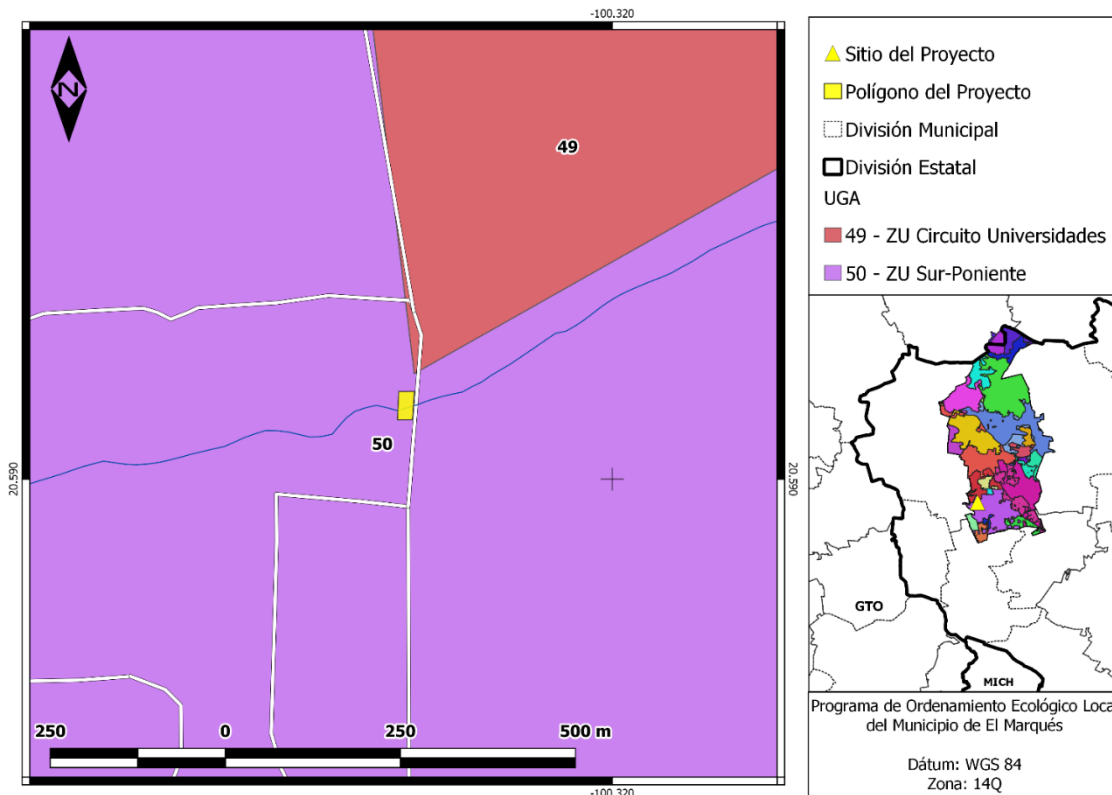 -100.320
N
49
50
20.590
20.590
250 0 250 500 m
-100.320
Sitio del Proyecto
Polígono del Proyecto
División Municipal
División Estatal
UGA
49 - ZU Circuito Universidades
50 - ZU Sur-Poniente
GTO
MICH
Programa de Ordenamiento Ecológico Loca
del Municipio de El Marqués
Dátum: WGS 84
Zona: 14Q